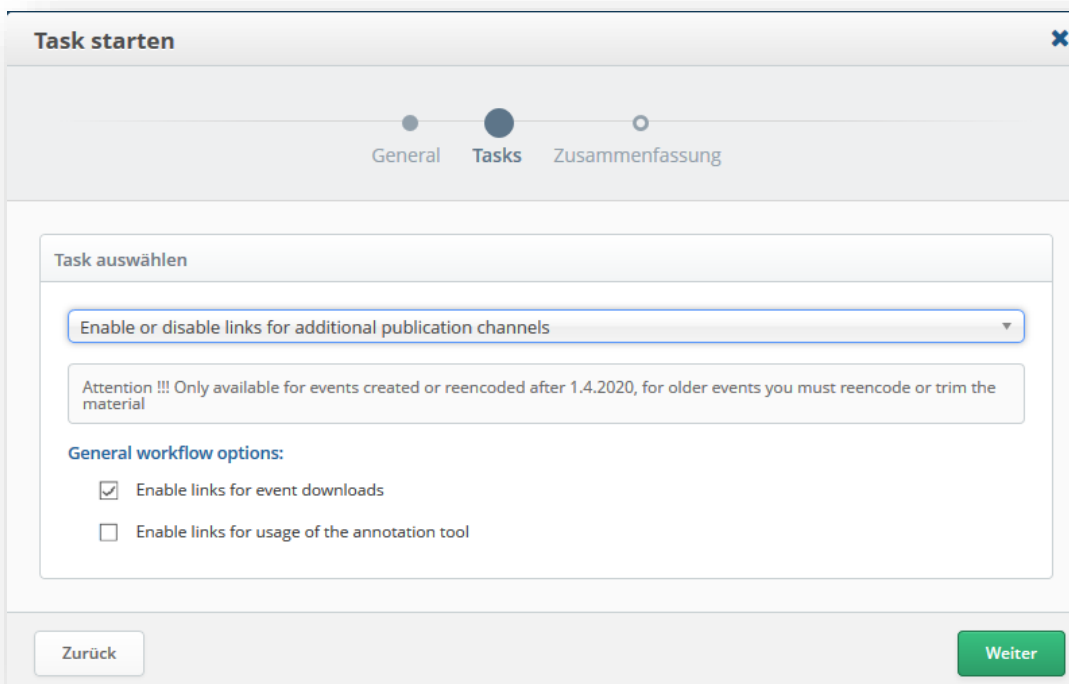 Task starten
General
Tasks
Zusammenfassung
Task auswählen
Enable or disable links for additional publication channels
Attention !!! Only available for events created or reencoded after 1.4.2020, for older events you must reencode or trim the
material
General workflow options:
Enable links for event downloads
Enable links for usage of the annotation tool
Zurück
Weiter